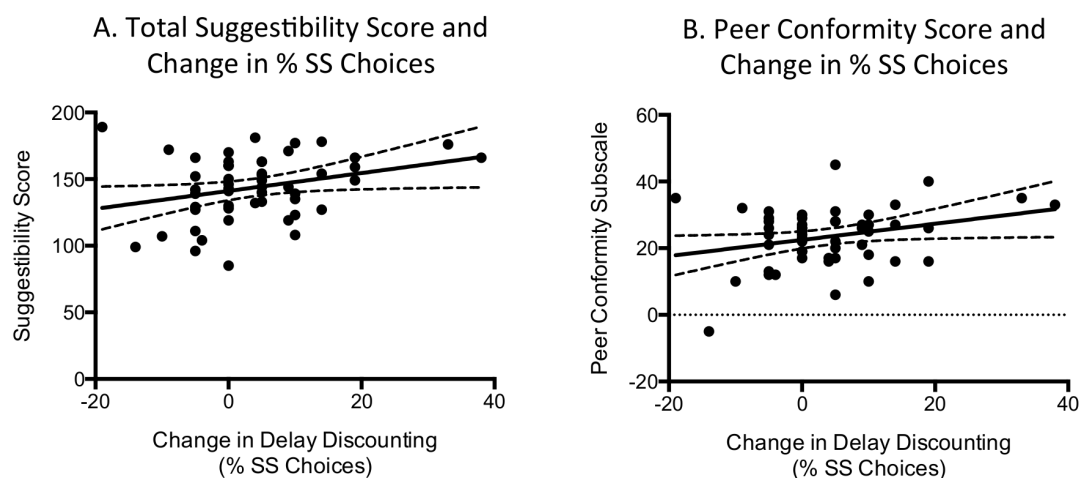 A. Total Suggestibility Score and
Change in % SS Choices
200
150
100
50
0
-20
0
20
40
Suggestibility Score
Change in Delay Discounting
(% SS Choices)
B. Peer Conformity Score and
Change in % SS Choices
60
40
20
0
-20
-20
0
20
40
Peer Conformity Subscale
Change in Delay Discounting
(% SS Choices)